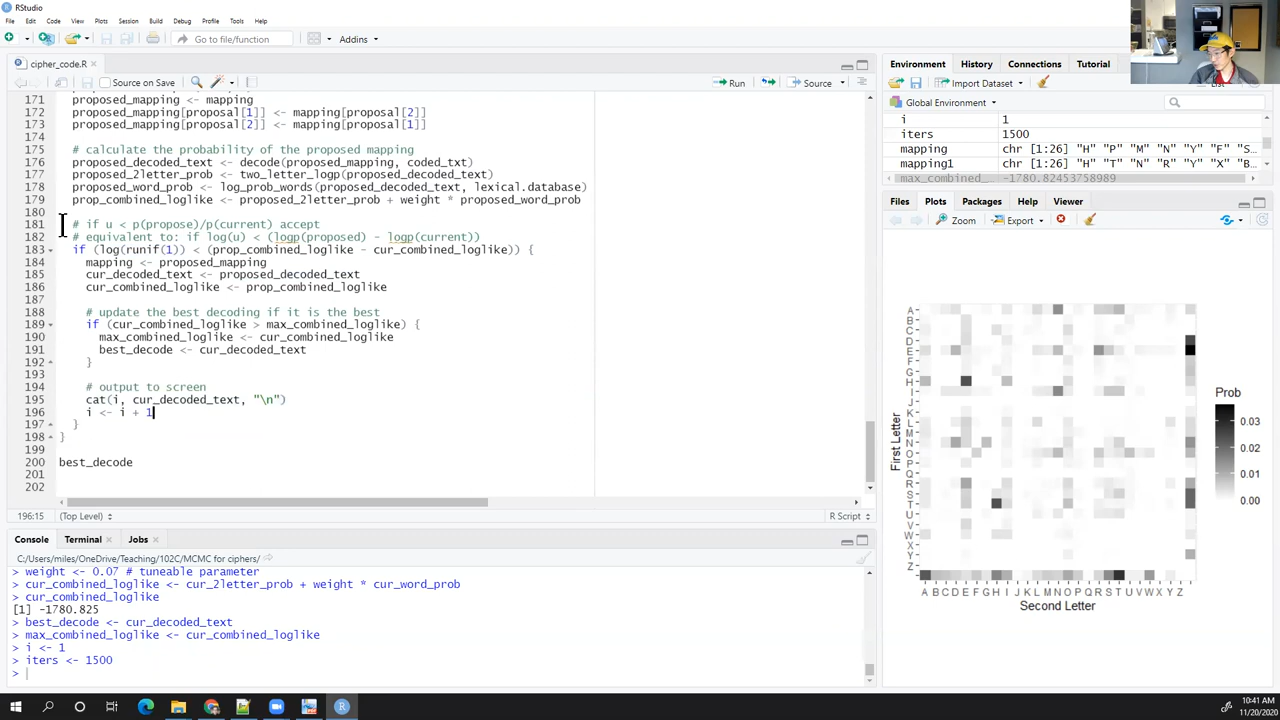 RStudio
File Edit Code View Plots Session Build Debug Profile Tools Help
Go to file/function
Addins
cipher_code.R
Source on Save
Run
Source
171 proposed_mapping <- mapping
172 proposed_mapping[proposal[1]] <- mapping[proposal[2]]
173 proposed_mapping[proposal[2]] <- mapping[proposal[1]]
174
175 # calculate the probability of the proposed mapping
176 proposed_decoded_text <- decode(proposed_mapping, coded_txt)
177 proposed_2letter_prob <- two_letter_logp(proposed_decoded_text)
178 proposed_word_prob <- log_prob_words(proposed_decoded_text, lexical.database)
179 prop_combined_loglike <- proposed_2letter_prob + weight * proposed_word_prob
180
181 # if u < p(propose)/p(current) accept
182 # equivalent to: if log(u) < (logp(proposed) - logp(current))
183 if (log(runif(1)) < (prop_combined_loglike - cur_combined_loglike)) {
184 mapping <- proposed_mapping
185 cur_decoded_text <- proposed_decoded_text
186 cur_combined_loglike <- prop_combined_loglike
187
188 # update the best decoding if it is the best
189 if (cur_combined_loglike > max_combined_loglike) {
190 max_combined_loglike <- cur_combined_loglike
191 best_decode <- cur_decoded_text
192 }
193
194 # output to screen
195 cat(i, cur_decoded_text, "\n")
196 i <- i + 1
197 }
198 }
199
200 best_decode
201
202
196:15 (Top Level) R Script
Console Terminal Jobs
C:/Users/miles/OneDrive/Teaching/102C/MCMC for ciphers/
> weight <- 0.07 # tuneable parameter
> cur_combined_loglike <- cur_2letter_prob + weight * cur_word_prob
> cur_combined_loglike
[1] -1780.825
> best_decode <- cur_decoded_text
> max_combined_loglike <- cur_combined_loglike
> i <- 1
> iters <- 1500
>
Environment History Connections Tutorial
Import Dataset
Global Environment
i 1
iters 1500
mapping chr [1:26] "H" "P" "M" "N" "Y" "F" "S…
mapping1 chr [1:26] "H" "T" "N" "R" "Y" "X" "B…
max_combined_… -1780.82453758989
Files Plots Packages Help Viewer
Zoom Export
A
B
C
D
E
F
G
H
I
J
K
L
M
N
O
P
Q
R
S
T
U
V
W
X
Y
Z
First Letter
A B C D E F G H I J K L M N O P Q R S T U V W X Y Z
Second Letter
Prob
0.03
0.02
0.01
0.00
10:41 AM
11/20/2020